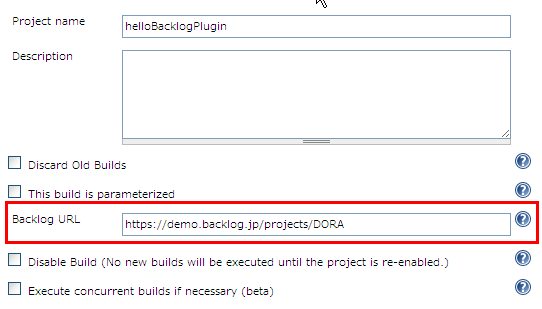 Project name
helloBacklogPlugin
Description
Discard Old Builds
This build is parameterized
Backlog URL
https://demo.backlog.jp/projects/DORA
Disable Build (No new builds will be executed until the project is re-enabled.)
Execute concurrent builds if necessary (beta)